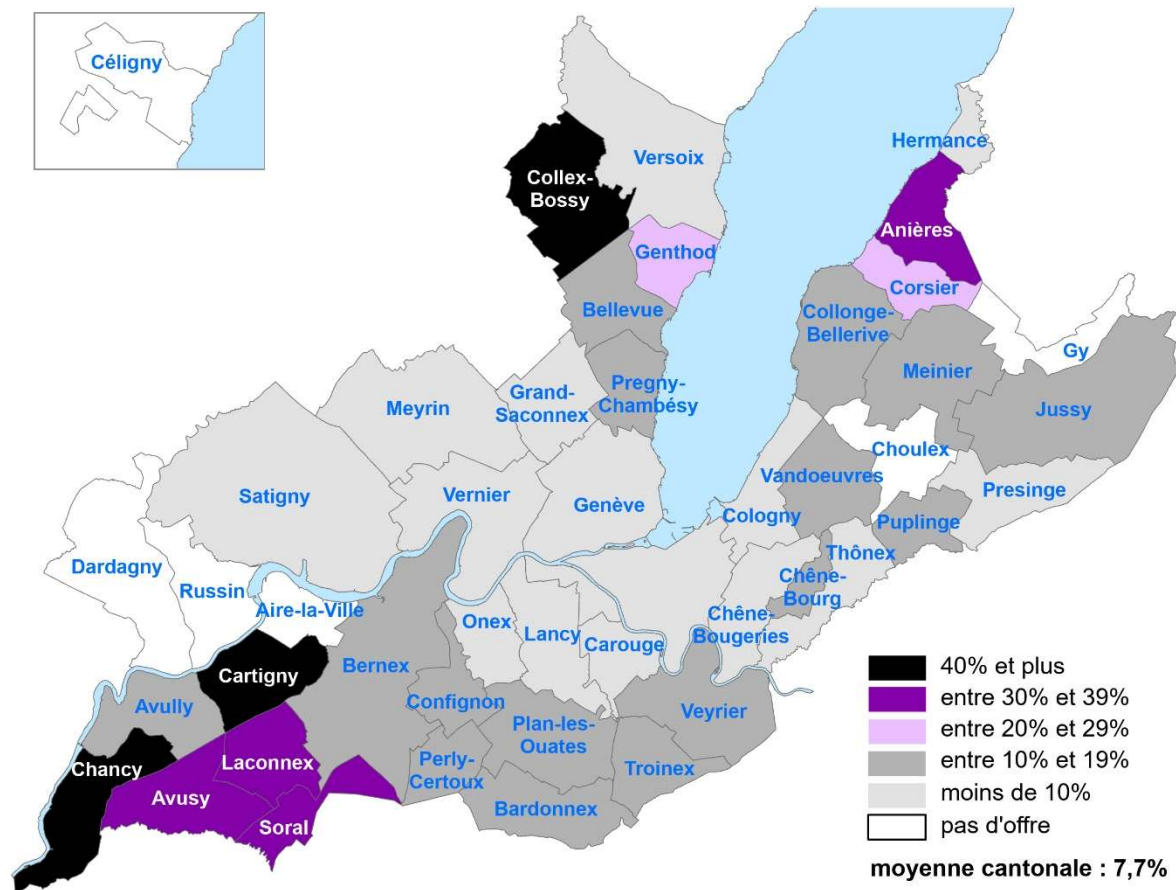 Céligny
Versoix
Hermance
Collex-
Bossy
Anières
Genthod
Corsier
Bellevue
Collonge-
Bellerive
Gy
Pregny-
Chambésy
Meinier
Grand-
Saconnex
Meyrin
Jussy
Choulex
Vandoeuvres
Satigny
Vernier
Genève
Presinge
Cologny
Puplinge
Thônex
Dardagny
Russin
Chêne-
Bourg
Aire-la-Ville
Onex
Lancy
Carouge
Chêne-
Bougeries
Cartigny
Bernex
Confignon
Avully
Plan-les-
Ouates
Veyrier
Laconnex
Chancy
Perly-
Certoux
Troinex
Avusy
Bardonnex
Soral
40% et plus
entre 30% et 39%
entre 20% et 29%
entre 10% et 19%
moins de 10%
pas d'offre
moyenne cantonale : 7,7%